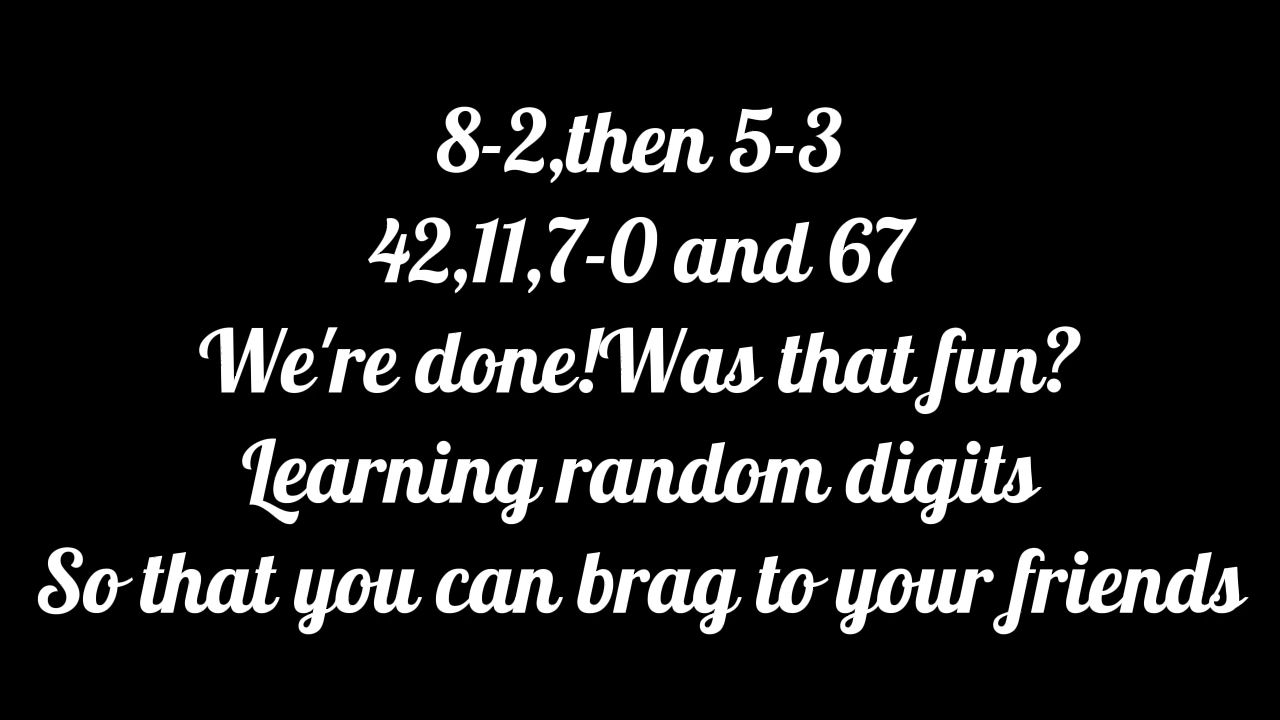 8-2,then 5-3
42,11,7-0 and 67
We're done!Was that fun?
Learning random digits
So that you can brag to your friends